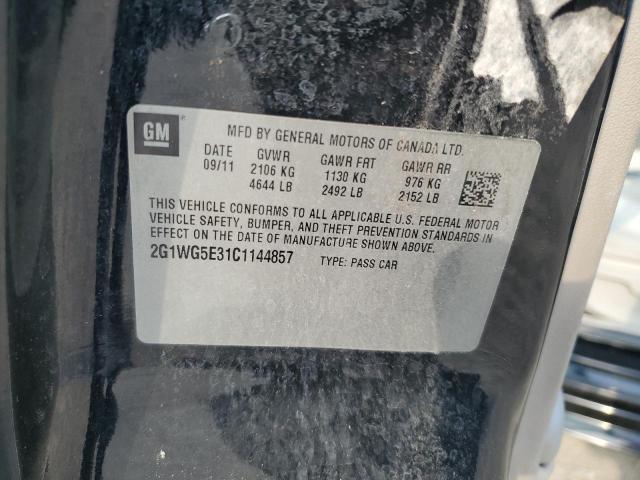 GM
MFD BY GENERAL MOTORS OF CANADA LTD.
DATE GVWR GAWR FRT GAWR RR
09/11 2106 KG 1130 KG 976 KG
4644 LB 2492 LB 2152 LB
THIS VEHICLE CONFORMS TO ALL APPLICABLE U.S. FEDERAL MOTOR
VEHICLE SAFETY, BUMPER, AND THEFT PREVENTION STANDARDS IN
EFFECT ON THE DATE OF MANUFACTURE SHOWN ABOVE.
2G1WG5E31C1144857 TYPE: PASS CAR